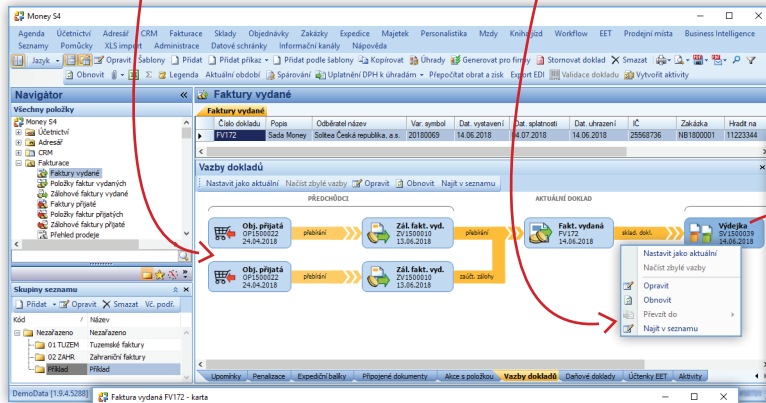 Money S4
Agenda Účetnictví Adresář CRM Fakturace Sklady Objednávky Zakázky Expedice Majetek Personalistika Mzdy Kniha jízd Workflow EET Prodejní místa Business Intelligence
Seznamy Pomůcky XLS import Administrace Datové schránky Informační kanály Nápověda
Jazyk Opravit Šablony Přidat Přidat příkaz Přidat podle šablony Kopírovat Úhrady Generovat pro firmy Stornovat doklad Smazat
Obnovit Legenda Aktuální období Spárování Uplatnění DPH k úhradám Přepočítat obrat a zisk Export EDI Validace dokladu Vytvořit aktivity
Navigátor
Všechny položky
Money S4
Účetnictví
Adresář
CRM
Fakturace
Faktury vydané
Položky faktur vydaných
Zálohové faktury vydané
Faktury přijaté
Položky faktur přijatých
Zálohové faktury přijaté
Přehled prodeje
Skupiny seznamu
Přidat Opravit Smazat Vč. podř.
Kód / Název
Nezařazeno Nezařazeno
01 TUZEM Tuzemské faktury
02 ZAHR Zahraniční faktury
Příklad Příklad
Faktury vydané
Faktury vydané
Číslo dokladu Popis Odběratel název Var. symbol Dat. vystavení Dat. splatnosti Dat. uhrazení IČ Zakázka Hradit na
FV172 Sada Money Solitea Česká republika, a.s. 20180069 14.06.2018 04.07.2018 14.06.2018 25568736 NB1800001 11223344
Vazby dokladů
Nastavit jako aktuální Načíst zbylé vazby Opravit Obnovit Najít v seznamu
PŘEDCHŮDCI AKTUÁLNÍ DOKLAD
Obj. přijatá
OP1500022
24.04.2018
přebírání
Zál. fakt. vyd.
ZV1500010
13.06.2018
přebírání
Fakt. vydaná
FV172
14.06.2018
sklad. dokl.
Výdejka
SV1500039
14.06.2018
Obj. přijatá
OP1500022
24.04.2018
přebírání
Zál. fakt. vyd.
ZV1500010
13.06.2018
zaúčt. zálohy
Nastavit jako aktuální
Načíst zbylé vazby
Opravit
Obnovit
Převzít do
Najít v seznamu
Upomínky Penalizace Expediční balíky Připojené dokumenty Akce s položkou Vazby dokladů Daňové doklady Účtenky EET Aktivity
DemoData [1.9.4.5288]
Faktura vydaná FV172 - karta